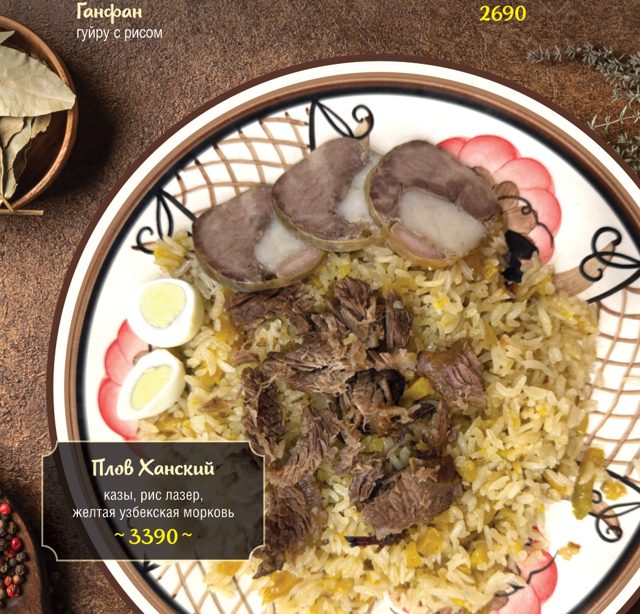 Ганфан
2690
гуйру с рисом
Плов Ханский
казы, рис лазер,
желтая узбекская морковь
~ 3390 ~